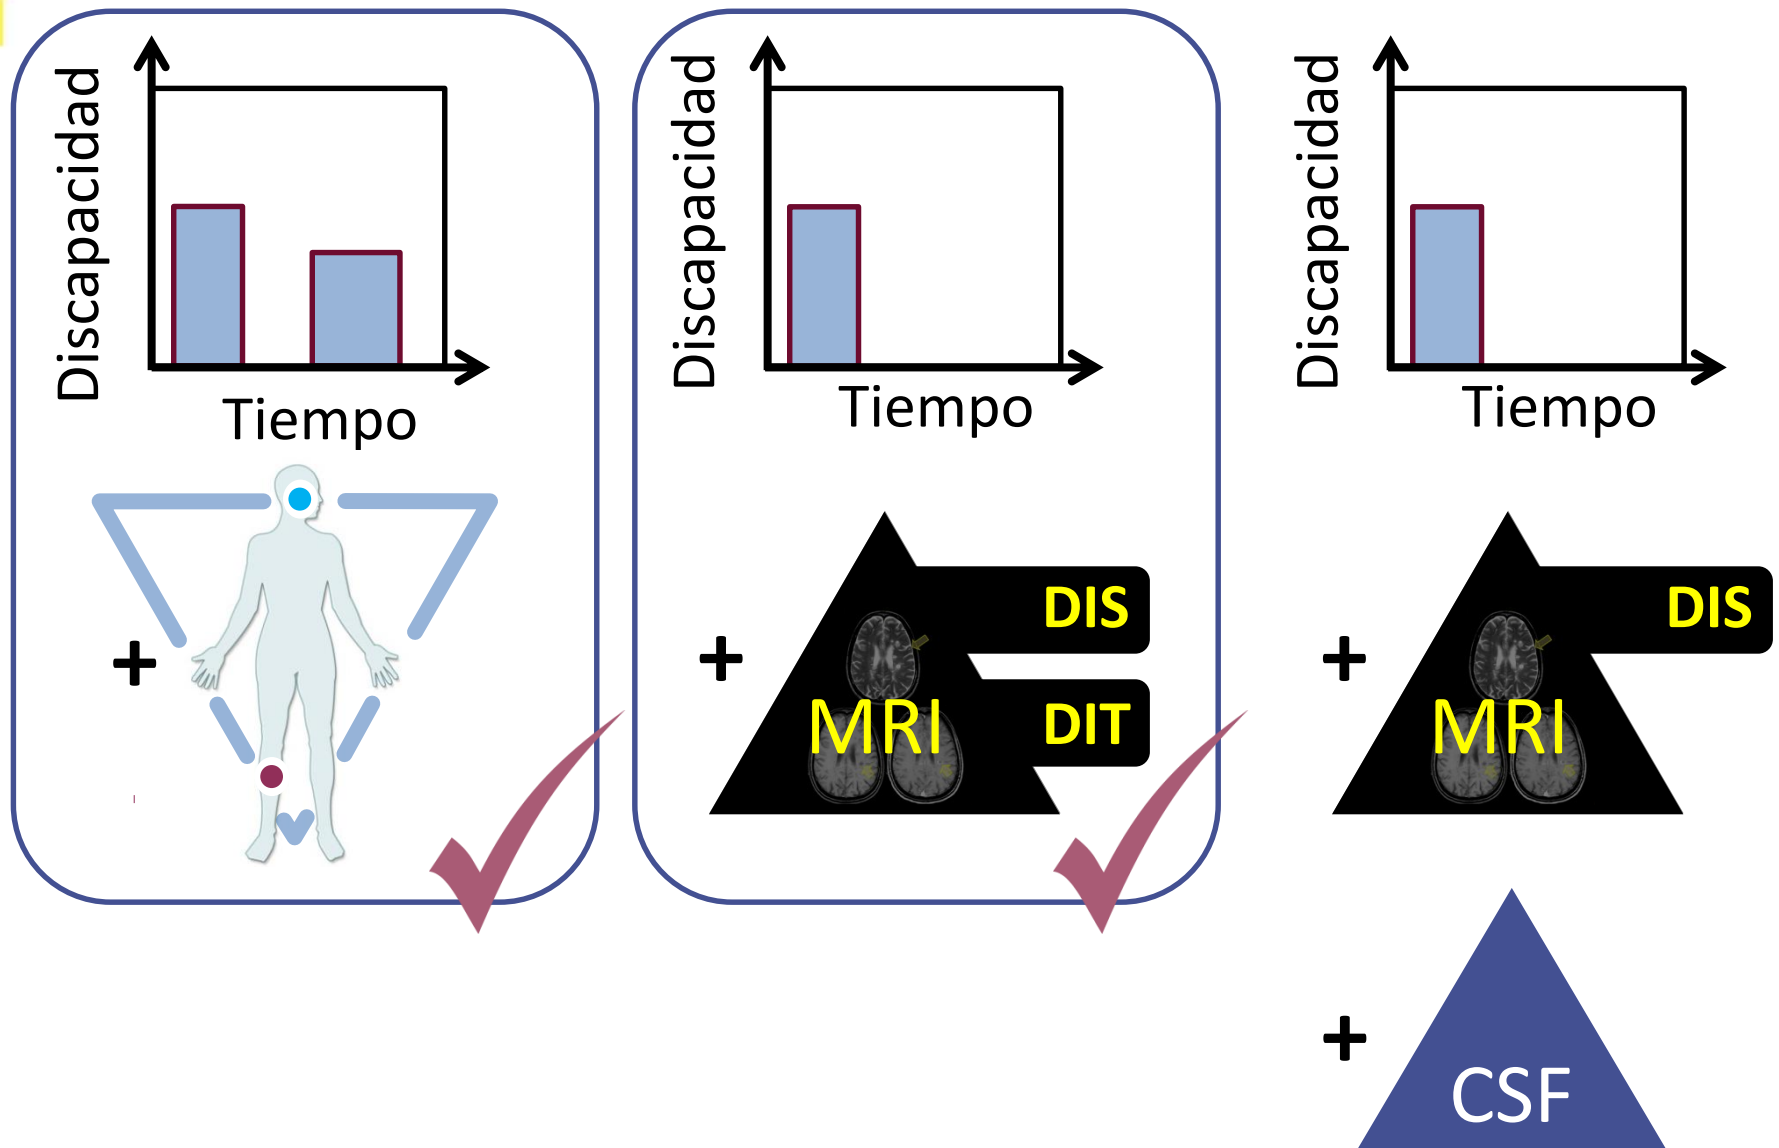 Discapacidad
Tiempo
+
Discapacidad
Tiempo
+
DIS
DIT
MRI
Discapacidad
Tiempo
+
DIS
MRI
+
CSF